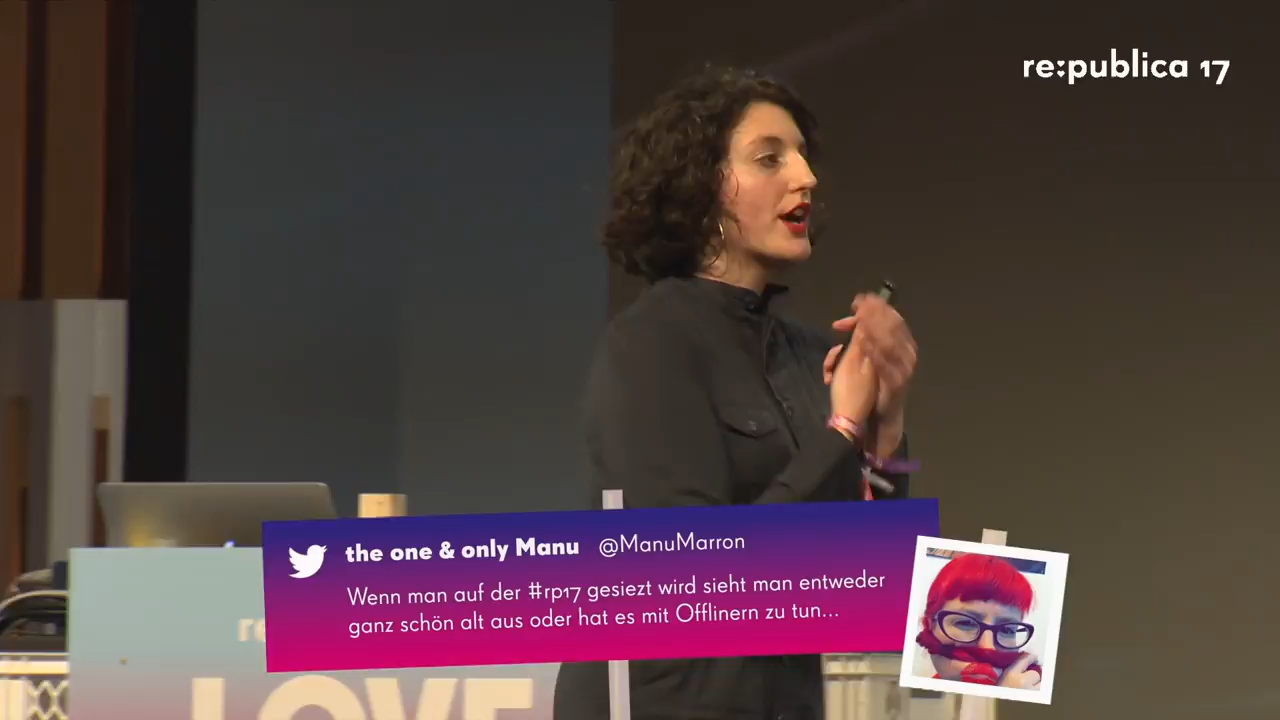 re:publica 17
the one & only Manu @ManuMarron
Wenn man auf der #rp17 gesiezt wird sieht man entweder
ganz schön alt aus oder hat es mit Offlinern zu tun...
re
LOVE